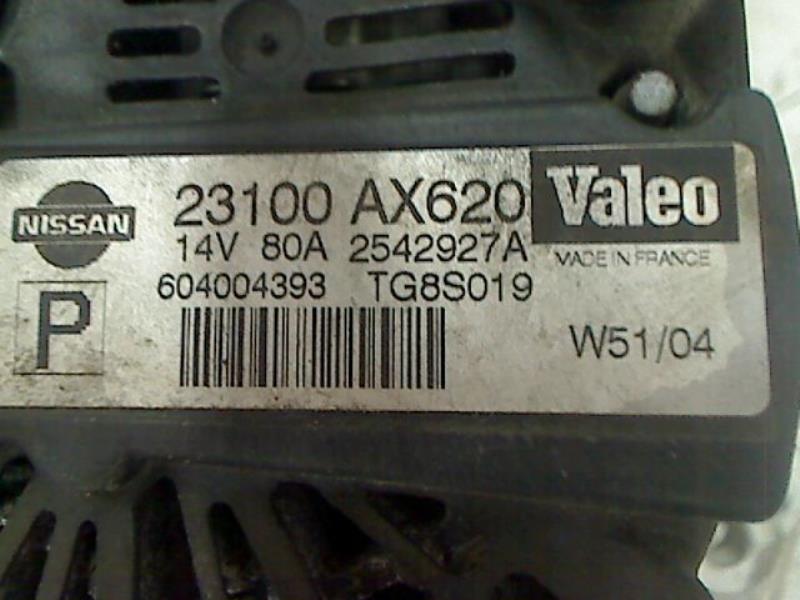 NISSAN
23100 AX620
Valeo
14V 80A 2542927A
MADE IN FRANCE
604004393 TG8S019
P
W51/04